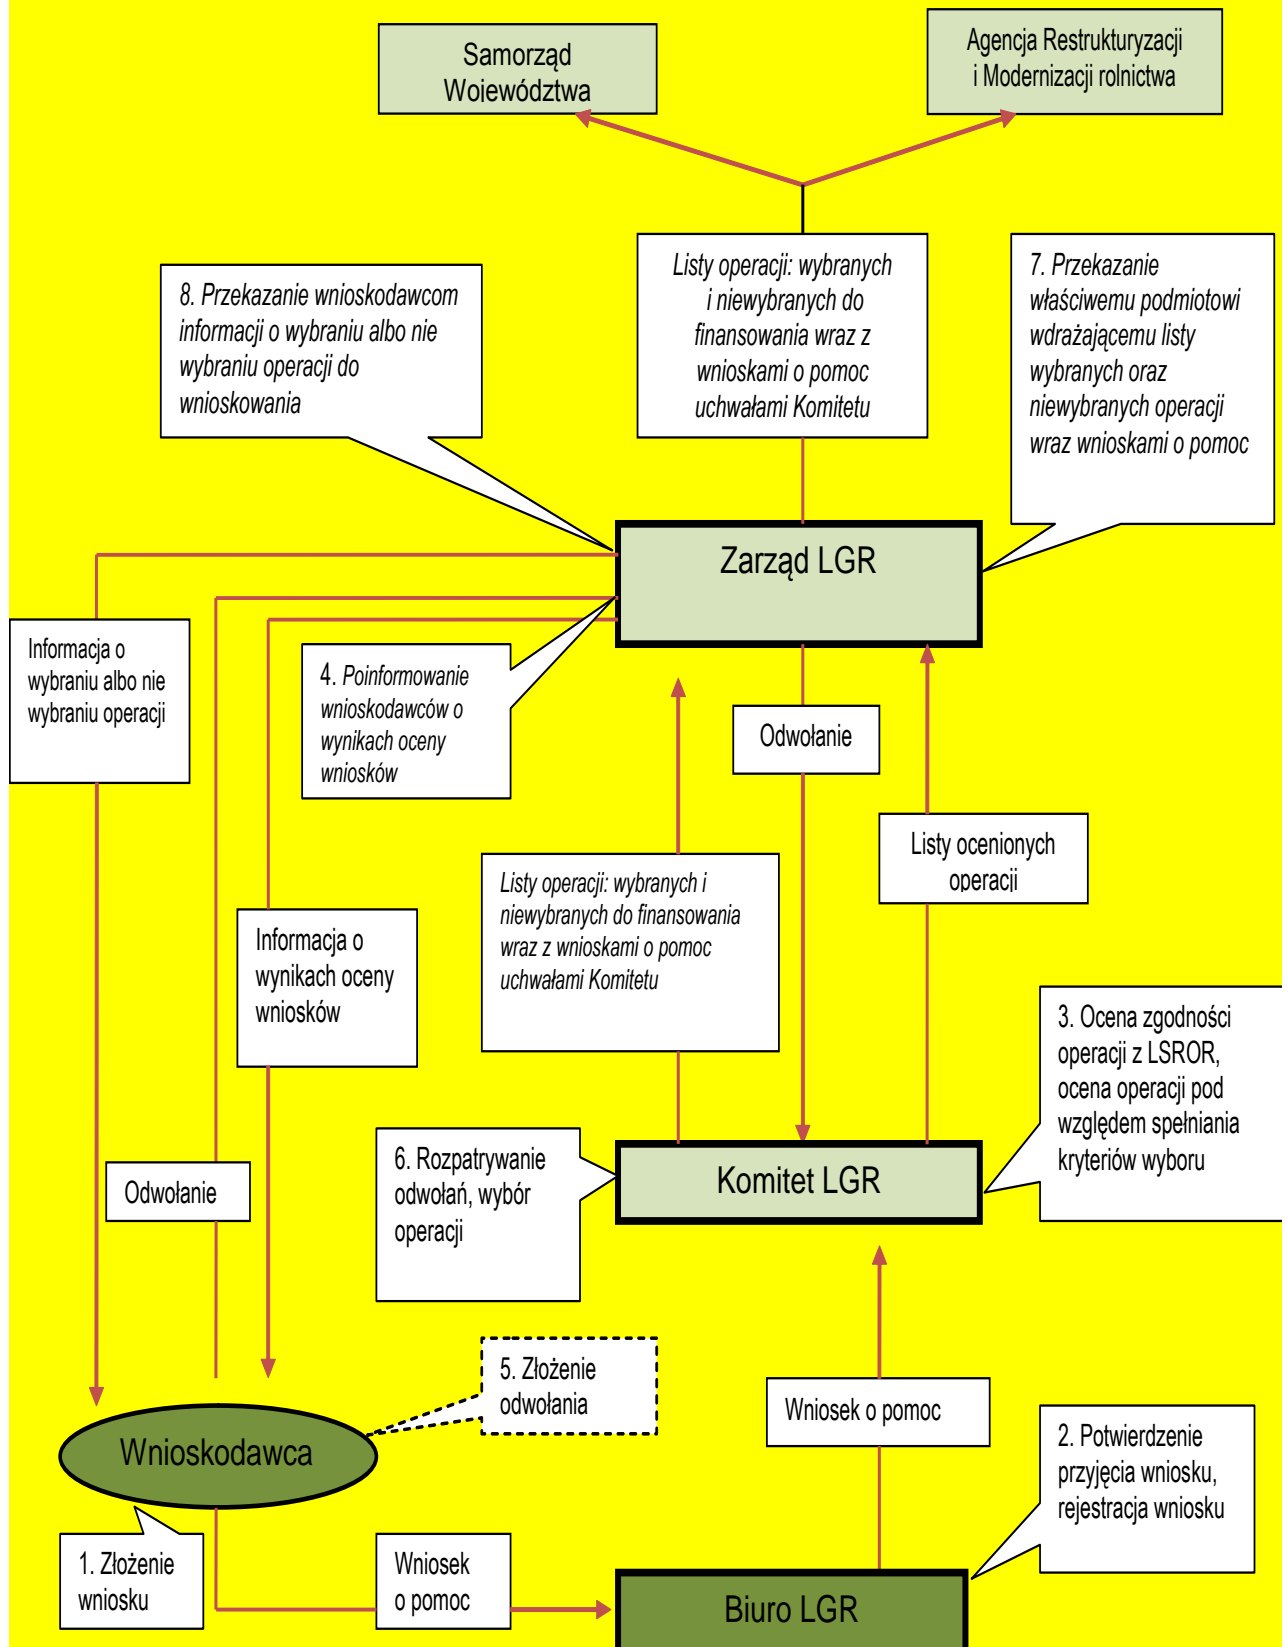 Samorząd
Województwa
Agencja Restrukturyzacji
i Modernizacji rolnictwa
8. Przekazanie wnioskodawcom
informacji o wybraniu albo nie
wybraniu operacji do
wnioskowania
Listy operacji: wybranych
i niewybranych do
finansowania wraz z
wnioskami o pomoc
uchwałami Komitetu
7. Przekazanie
właściwemu podmiotowi
wdrażającemu listy
wybranych oraz
niewybranych operacji
wraz wnioskami o pomoc
Zarząd LGR
Informacja o
wybraniu albo nie
wybraniu operacji
4. Poinformowanie
wnioskodawców o
wynikach oceny
wniosków
Odwołanie
Listy ocenionych
operacji
Listy operacji: wybranych i
niewybranych do finansowania
wraz z wnioskami o pomoc
uchwałami Komitetu
Informacja o
wynikach oceny
wniosków
3. Ocena zgodności
operacji z LSROR,
ocena operacji pod
względem spełniania
kryteriów wyboru
6. Rozpatrywanie
odwołań, wybór
operacji
Komitet LGR
Odwołanie
5. Złożenie
odwołania
Wniosek o pomoc
Wnioskodawca
2. Potwierdzenie
przyjęcia wniosku,
rejestracja wniosku
1. Złożenie
wniosku
Wniosek
o pomoc
Biuro LGR